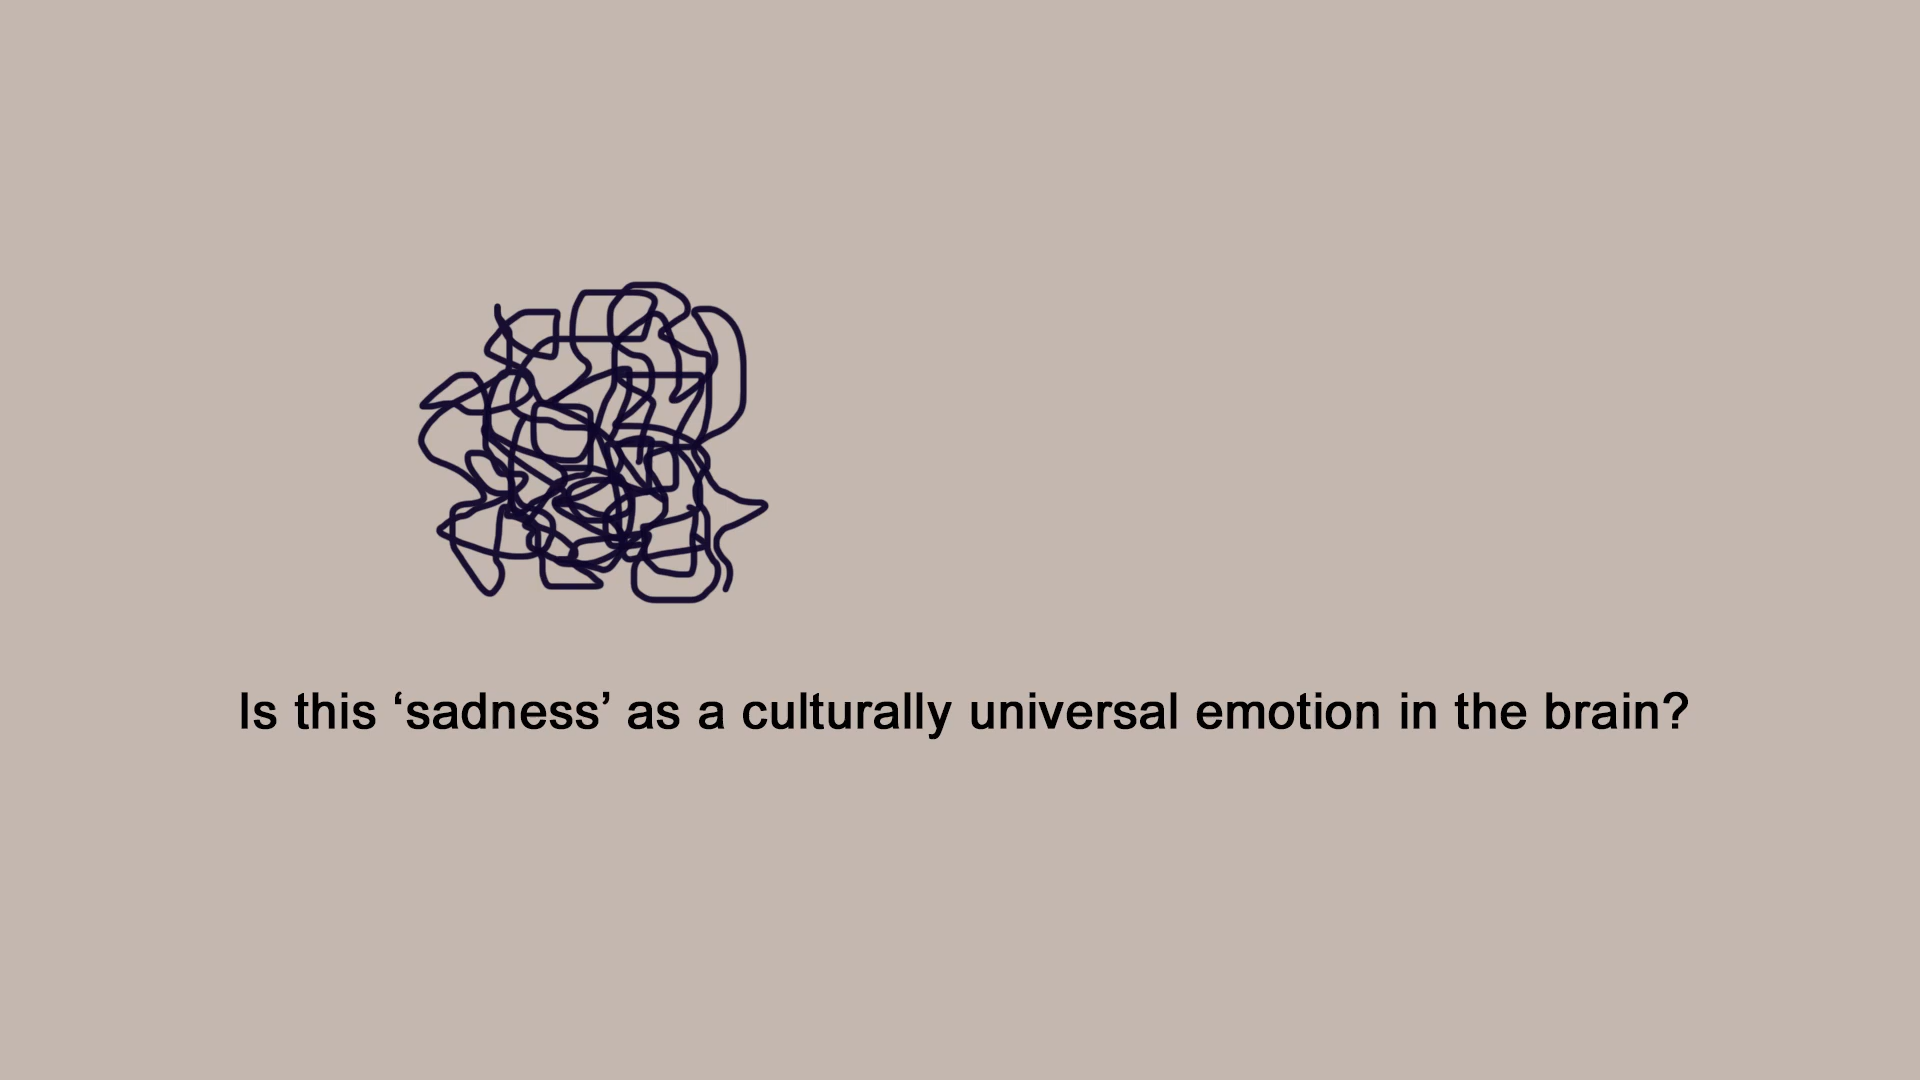 Is this ‘sadness’ as a culturally universal emotion in the brain?